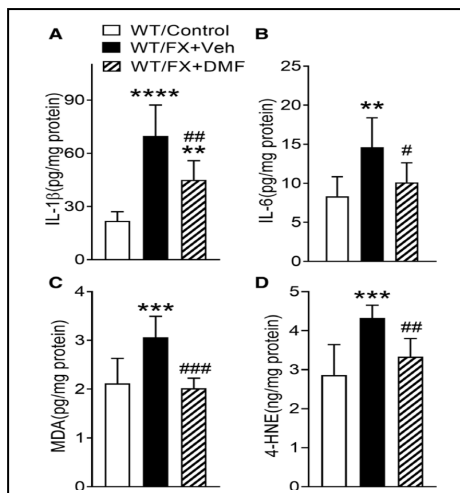 A
WT/Control
WT/FX+Veh
WT/FX+DMF
B
IL-1β(pg/mg protein)
90
60
30
0
****
##
**
IL-6(pg/mg protein)
25
20
15
10
5
0
**
#
C
MDA(pg/mg protein)
4
3
2
1
0
***
###
D
4-HNE(ng/mg protein)
5
4
3
2
1
0
***
##